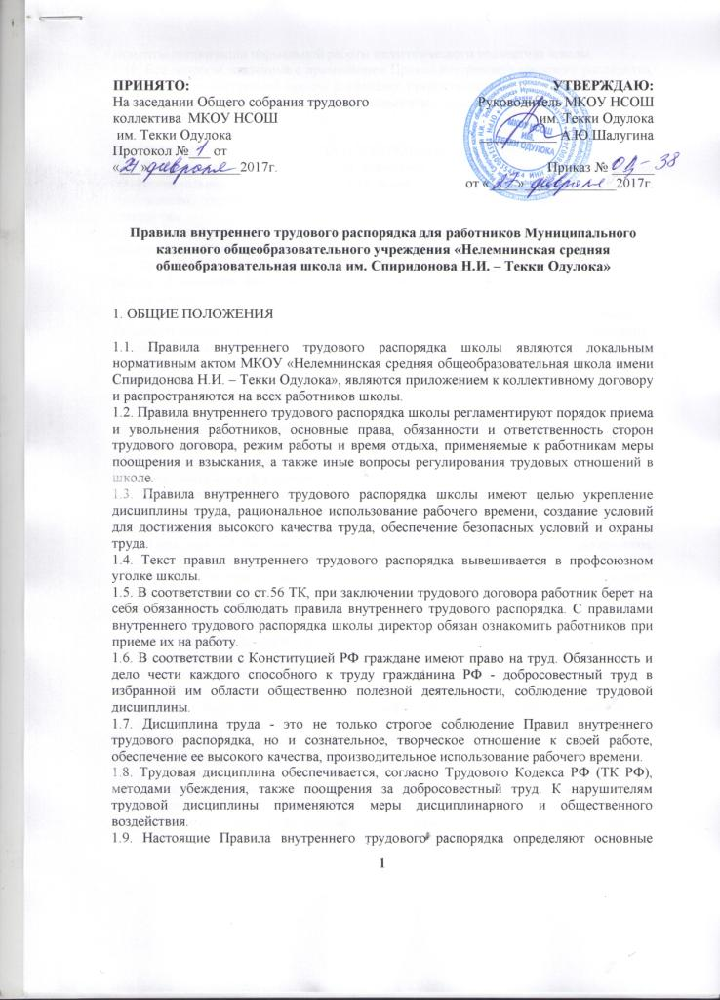 ПРИНЯТО:
На заседании Общего собрания трудового
коллектива МКОУ НСОШ
им. Текки Одулока
Протокол № 1 от
«21» февраля 2017г.
УТВЕРЖДАЮ:
Руководитель МКОУ НСОШ
им. Текки Одулока
А.Ю.Шалугина
Приказ № ОД-38
от «27» февраля 2017г.
МКОУ НСОШ
ИМ.
ТЕККИ ОДУЛОКА
Правила внутреннего трудового распорядка для работников Муниципального
казенного общеобразовательного учреждения «Нелемнинская средняя
общеобразовательная школа им. Спиридонова Н.И. – Текки Одулока»
1. ОБЩИЕ ПОЛОЖЕНИЯ
1.1. Правила внутреннего трудового распорядка школы являются локальным
нормативным актом МКОУ «Нелемнинская средняя общеобразовательная школа имени
Спиридонова Н.И. – Текки Одулока», являются приложением к коллективному договору
и распространяются на всех работников школы.
1.2. Правила внутреннего трудового распорядка школы регламентируют порядок приема
и увольнения работников, основные права, обязанности и ответственность сторон
трудового договора, режим работы и время отдыха, применяемые к работникам меры
поощрения и взыскания, а также иные вопросы регулирования трудовых отношений в
школе.
1.3. Правила внутреннего трудового распорядка школы имеют целью укрепление
дисциплины труда, рациональное использование рабочего времени, создание условий
для достижения высокого качества труда, обеспечение безопасных условий и охраны
труда.
1.4. Текст правил внутреннего трудового распорядка вывешивается в профсоюзном
уголке школы.
1.5. В соответствии со ст.56 ТК, при заключении трудового договора работник берет на
себя обязанность соблюдать правила внутреннего трудового распорядка. С правилами
внутреннего трудового распорядка школы директор обязан ознакомить работников при
приеме их на работу.
1.6. В соответствии с Конституцией РФ граждане имеют право на труд. Обязанность и
дело чести каждого способного к труду гражданина РФ - добросовестный труд в
избранной им области общественно полезной деятельности, соблюдение трудовой
дисциплины.
1.7. Дисциплина труда - это не только строгое соблюдение Правил внутреннего
трудового распорядка, но и сознательное, творческое отношение к своей работе,
обеспечение ее высокого качества, производительное использование рабочего времени.
1.8. Трудовая дисциплина обеспечивается, согласно Трудового Кодекса РФ (ТК РФ),
методами убеждения, также поощрения за добросовестный труд. К нарушителям
трудовой дисциплины применяются меры дисциплинарного и общественного
воздействия.
1.9. Настоящие Правила внутреннего трудового распорядка определяют основные
1